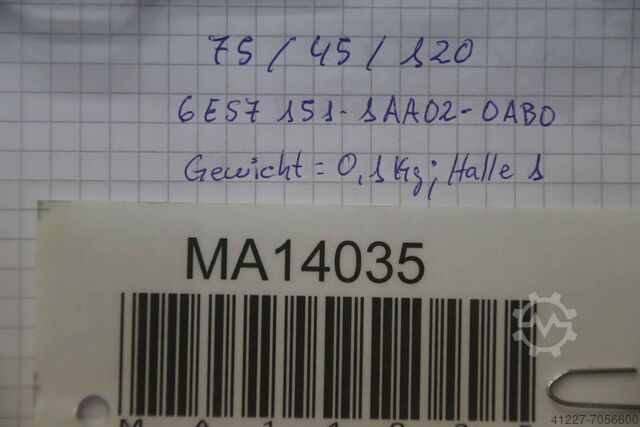 75 / 45 / 120
6ES7 151-1AA02-0AB0
Gewicht = 0,1 Kg; Halle 1
MA14035
41227-7056600